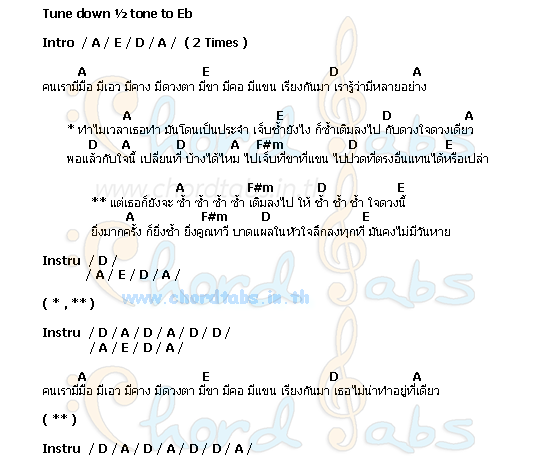 Tune down ½ tone to Eb
Intro / A / E / D / A / ( 2 Times )
A E D A
คนเรามีมือ มีเอว มีคาง มีดวงตา มีขา มีคอ มีแขน เรียงกันมา เรารู้ว่ามีหลายอย่าง
A E D A
* ทำไมเวลาเธอทำ มันโดนเป็นประจำ เจ็บซ้ำยังไง ก็ซ้ำเติมลงไป กับดวงใจดวงเดียว
D A D A F#m D E
พอแล้วกับใจนี้ เปลี่ยนที่ บ้างได้ไหม ไปเจ็บที่ขาที่แขน ไปปวดที่ตรงอื่นแทนได้หรือเปล่า
A F#m D E
** แต่เธอก็ยังจะ ซ้ำ ซ้ำ ซ้ำ ซ้ำ เติมลงไป ให้ ซ้ำ ซ้ำ ซ้ำ ใจดวงนี้
A F#m D E
ยิ่งมากครั้ง ก็ยิ่งซ้ำ ยิ่งคูณทวี บาดแผลในหัวใจลึกลงทุกที มันคงไม่มีวันหาย
Instru / D /
/ A / E / D / A /
( * , ** )
www.chordtabs.in.th
Instru / D / A / D / A / D / D /
/ A / E / D / A /
A E D A
คนเรามีมือ มีเอว มีคาง มีดวงตา มีขา มีคอ มีแขน เรียงกันมา เธอไม่น่าทำอยู่ที่เดียว
( ** )
Instru / D / A / D / A / D / D / A /